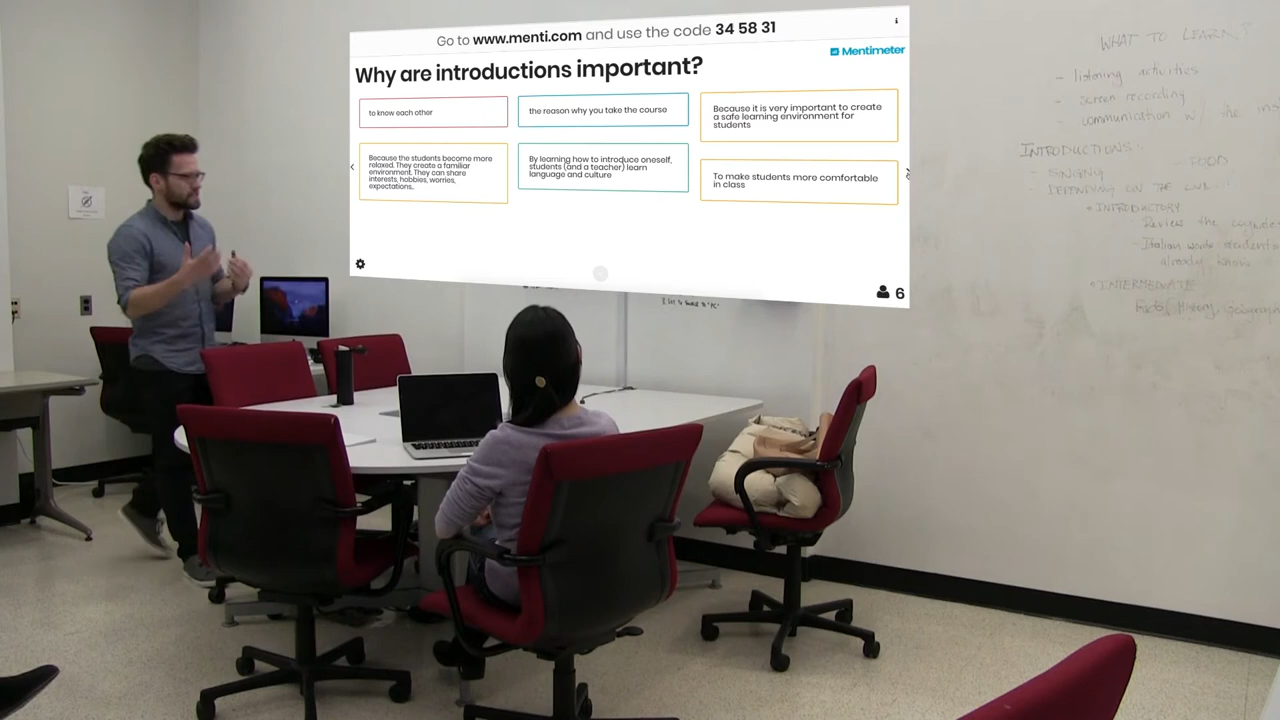 Go to www.menti.com and use the code 34 58 31
Mentimeter
Why are introductions important?
to know each other
the reason why you take the course
Because it is very important to create
a safe learning environment for
students
Because the students become more
relaxed. They create a familiar
environment. They can share
interests, hobbies, worries,
expectations..
By learning how to introduce oneself,
students (and a teacher) learn
language and culture
To make students more comfortable
in class
6
WHAT TO LEARN?
- listening activities
- screen recording
- communication w/ the
INTRODUCTIONS:
- FOOD
- SINGING
- DEPENDING ON THE
• INTRODUCTORY
Review the cognates
- Italian words students
already know
• INTERMEDIATE
History, Geography